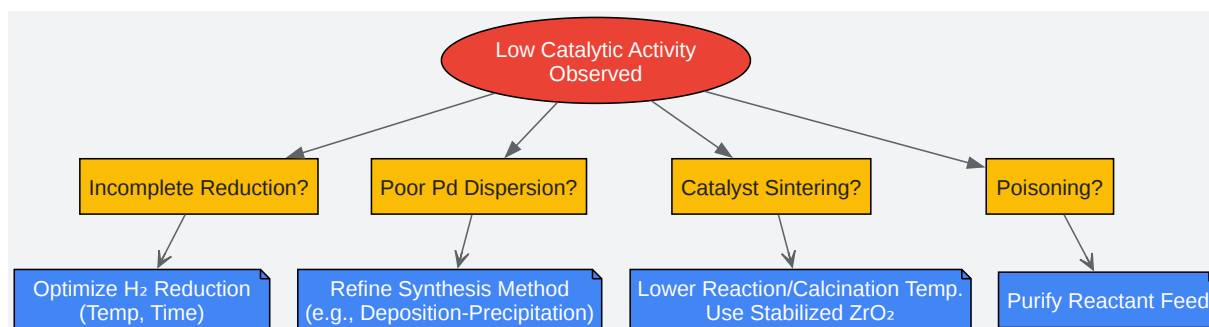 Low Catalytic Activity
Observed
Incomplete Reduction?
Poor Pd Dispersion?
Catalyst Sintering?
Poisoning?
Optimize H₂ Reduction
(Temp, Time)
Refine Synthesis Method
(e.g., Deposition-Precipitation)
Lower Reaction/Calcination Temp.
Use Stabilized ZrO₂
Purify Reactant Feed